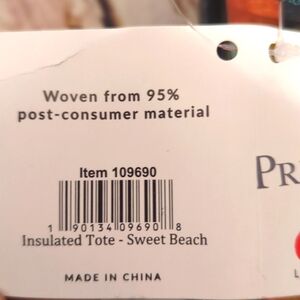 Woven from 95%
post-consumer material
Item 109690
1 90134 09690 8
Insulated Tote - Sweet Beach
MADE IN CHINA
PR
L